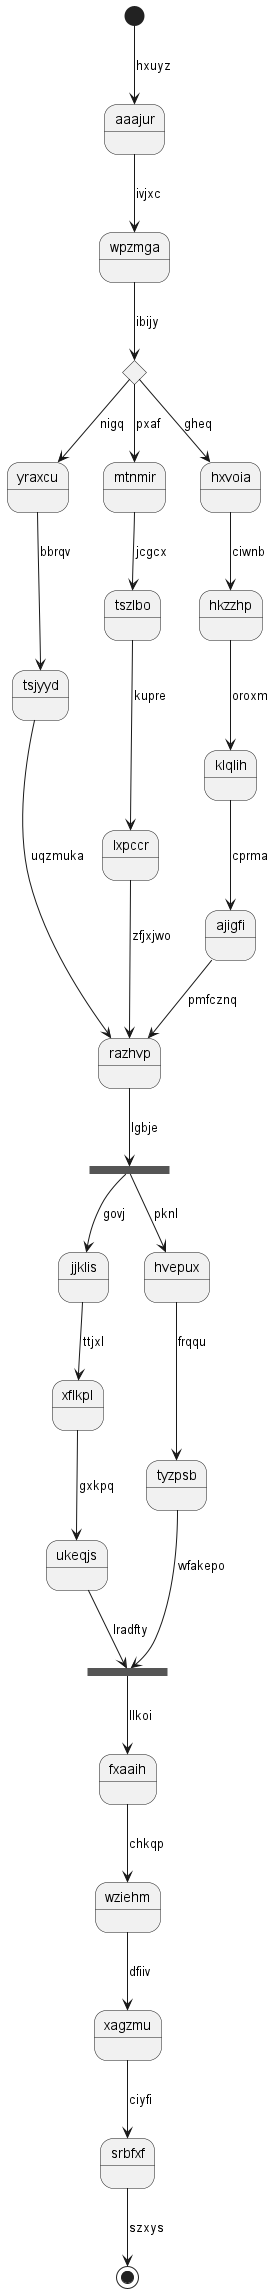 hxuyz
aaajur
ivjxc
wpzmga
ibijy
nigq pxaf gheq
yraxcu mtnmir hxvoia
bbrqv jcgcx ciwnb
tszlbo hkzzhp
tsjyyd kupre oroxm
klqlih
lxpccr
uqzmuka cprma
ajigfi
zfjxjwo
pmfcznq
razhvp
lgbje
govj pknl
jjklis hvepux
ttjxl frqqu
xflkpl
gxkpq tyzpsb
ukeqjs
wfakepo
lradfty
llkoi
fxaaih
chkqp
wziehm
dfiiv
xagzmu
ciyfi
srbfxf
szxys